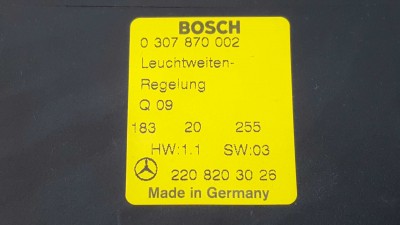 BOSCH
0 307 870 002
Leuchtweiten-
Regelung
Q 09
183 20 255
HW:1.1 SW:03
220 820 30 26
Made in Germany